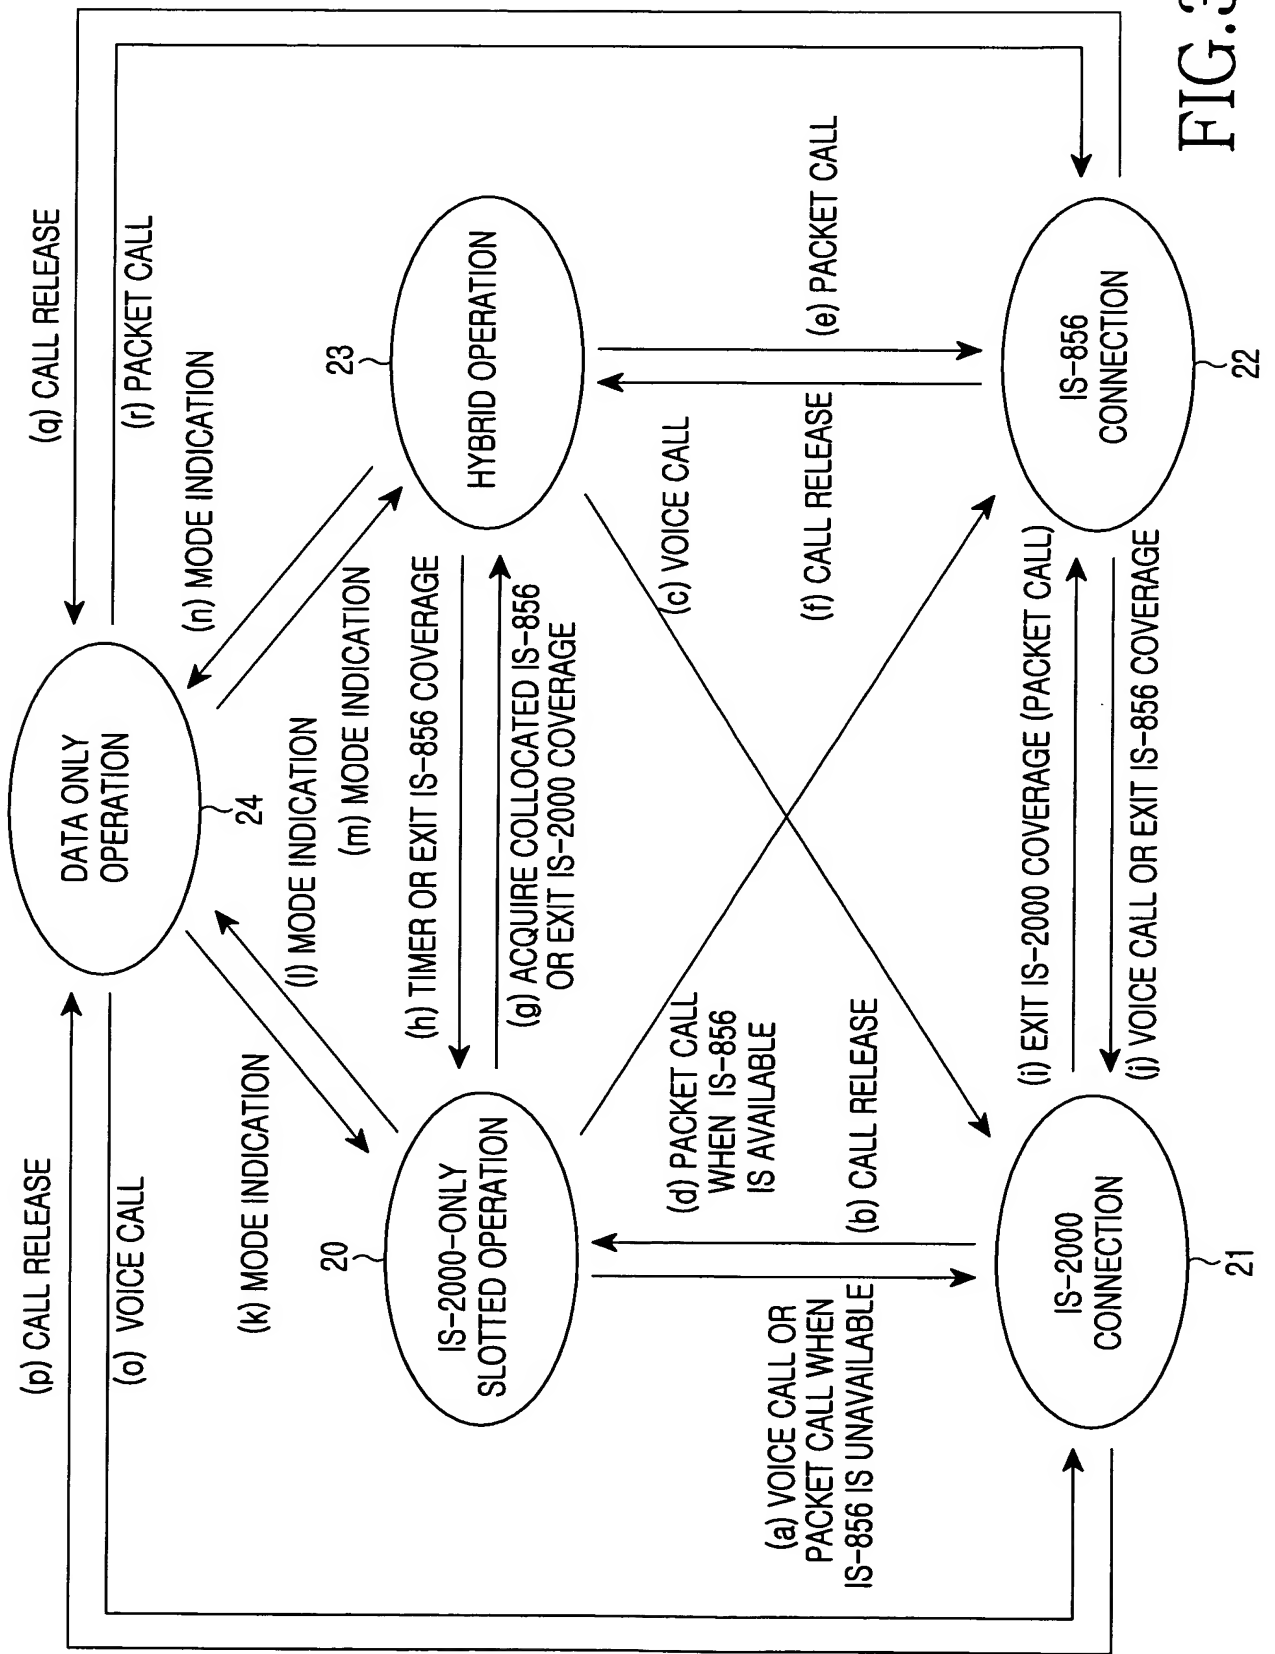 (p) CALL RELEASE
(o) VOICE CALL
(q) CALL RELEASE
(r) PACKET CALL
DATA ONLY
OPERATION
24
(k) MODE INDICATION
(l) MODE INDICATION
(m) MODE INDICATION
(n) MODE INDICATION
20
IS-2000-ONLY
SLOTTED OPERATION
(h) TIMER OR EXIT IS-856 COVERAGE
(g) ACQUIRE COLLOCATED IS-856
OR EXIT IS-2000 COVERAGE
23
HYBRID OPERATION
(a) VOICE CALL OR
PACKET CALL WHEN
IS-856 IS UNAVAILABLE
(b) CALL RELEASE
(d) PACKET CALL
WHEN IS-856
IS AVAILABLE
(c) VOICE CALL
(f) CALL RELEASE
(e) PACKET CALL
IS-2000
CONNECTION
21
(i) EXIT IS-2000 COVERAGE (PACKET CALL)
(j) VOICE CALL OR EXIT IS-856 COVERAGE
IS-856
CONNECTION
22
FIG.3